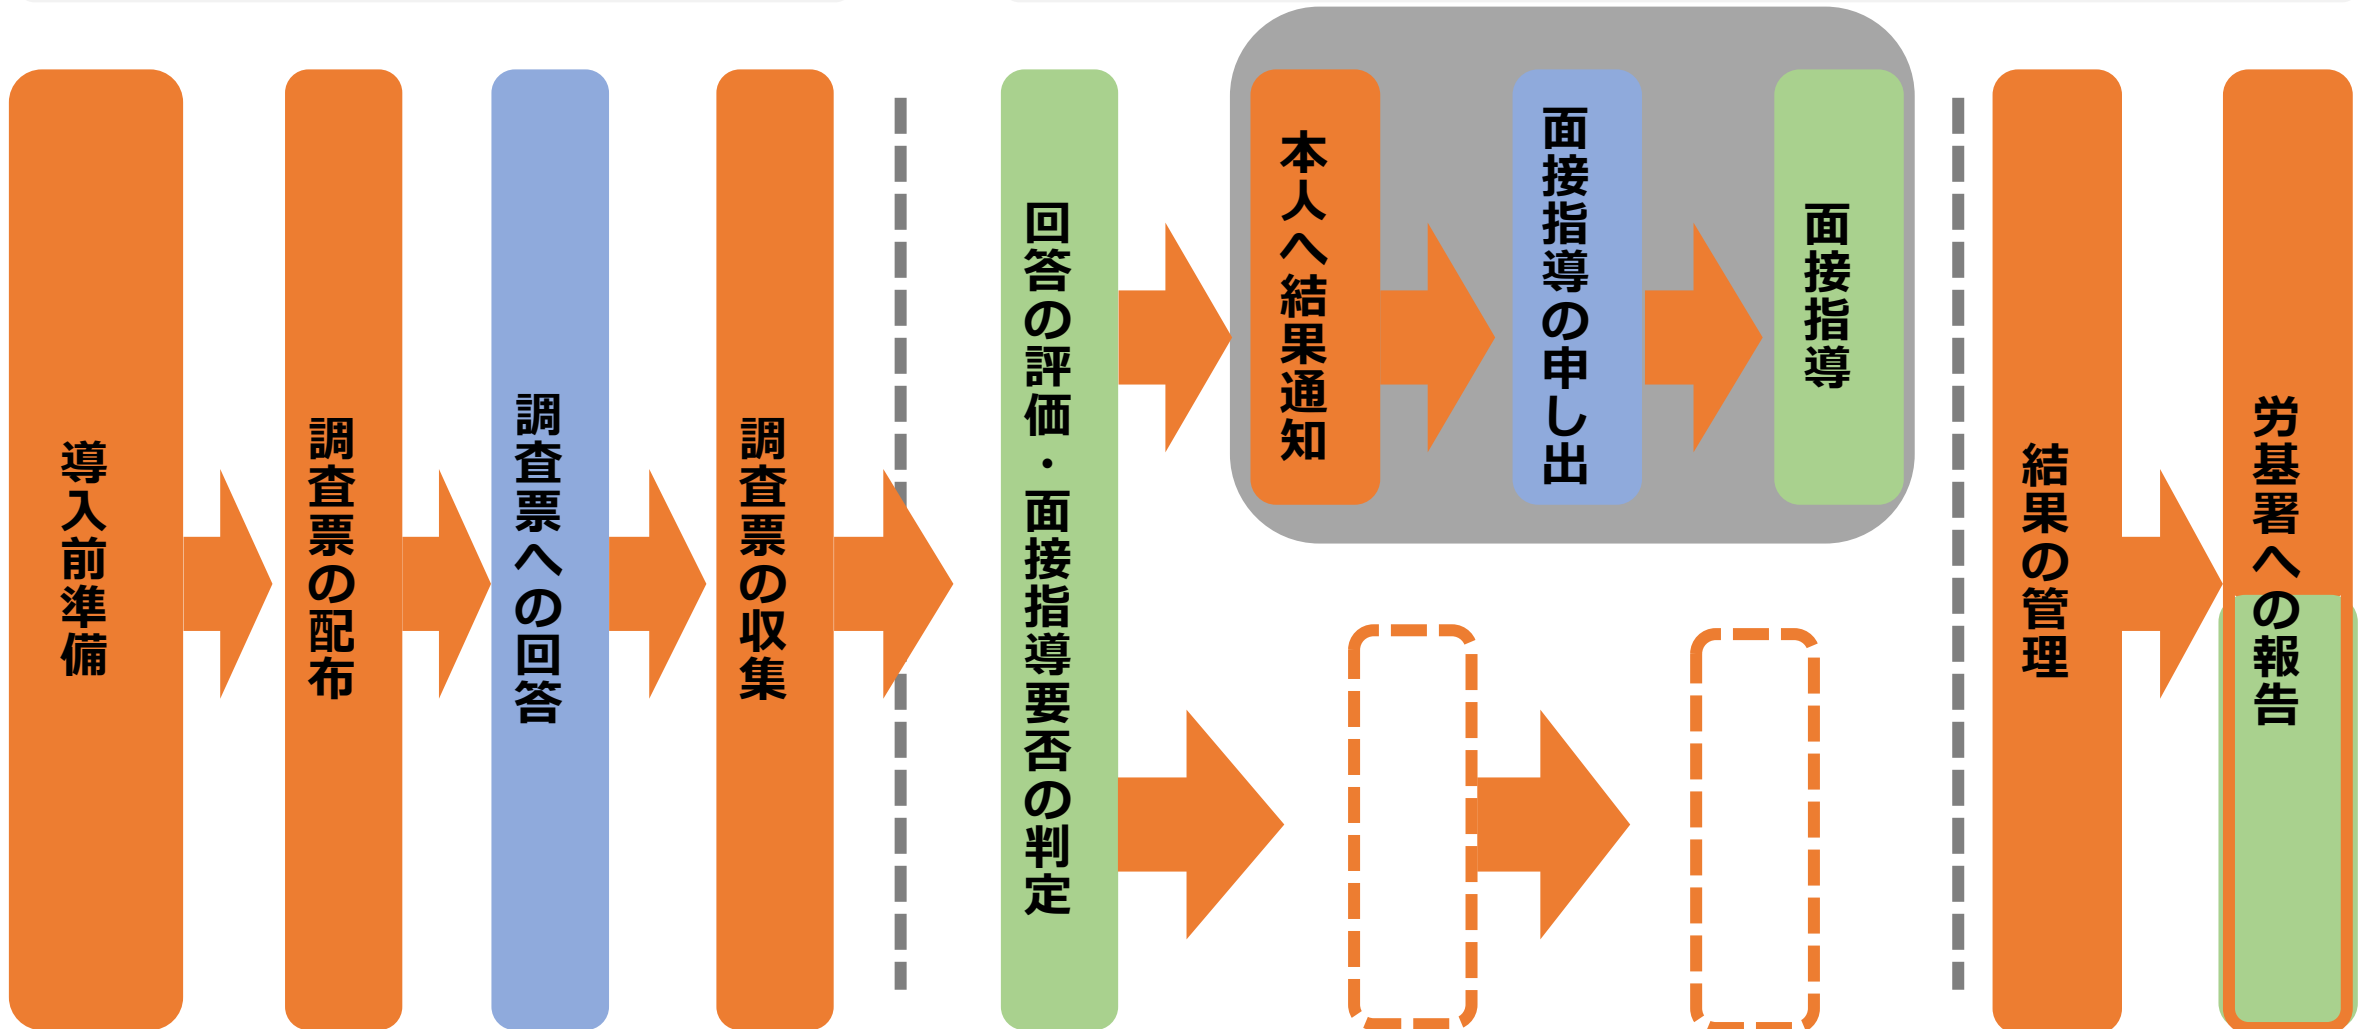 導入前準備
調査票の配布
調査票への回答
調査票の収集
回答の評価・面接指導要否の判定
本人へ結果通知
面接指導の申し出
面接指導
結果の管理
労基署への報告